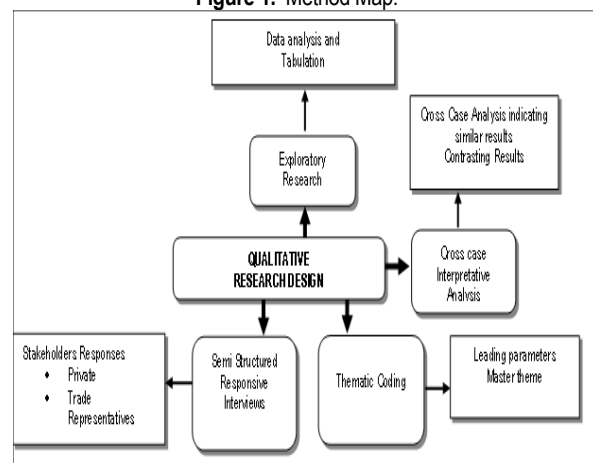 Figure 1. Method Map.
Data analysis and
Tabulation
Cross Case Analysis indicating
similar results
Contrasting Results
Exploratory
Research
QUALITATIVE
RESEARCH DESIGN
Cross case
Interpretative
Analysis
Stakeholders Responses
• Private
• Trade
Representatives
Semi Structured
Responsive
Interviews
Thematic Coding
Leading parameters
Master theme